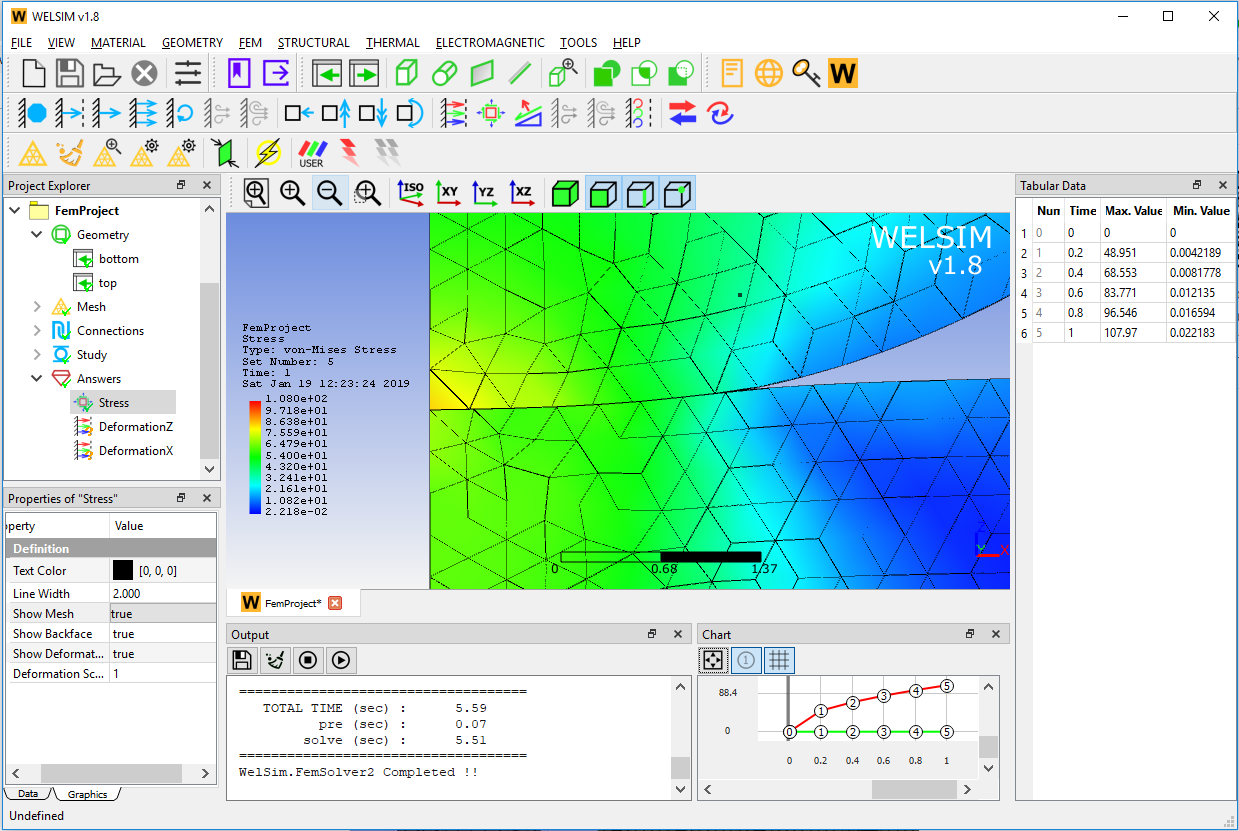 WELSIM v1.8
FILE VIEW MATERIAL GEOMETRY FEM STRUCTURAL THERMAL ELECTROMAGNETIC TOOLS HELP
W
USER
Project Explorer
FemProject
Geometry
bottom
top
Mesh
Connections
Study
Answers
Stress
DeformationZ
DeformationX
Properties of "Stress"
perty Value
Definition
Text Color [0, 0, 0]
Line Width 2.000
Show Mesh true
Show Backface true
Show Deformat... true
Deformation Sc... 1
Data Graphics
Undefined
ISO XY YZ XZ
WELSIM
v1.8
FemProject
Stress
Type: von-Mises Stress
Set Number: 5
Time: 1
Sat Jan 19 12:23:24 2019
1.080e+02
9.718e+01
8.638e+01
7.559e+01
6.479e+01
5.400e+01
4.320e+01
3.241e+01
2.161e+01
1.082e+01
2.218e-02
0 0.68 1.37
Y X
W FemProject*
Output
===================================
TOTAL TIME (sec) : 5.59
pre (sec) : 0.07
solve (sec) : 5.51
===================================
WelSim.FemSolver2 Completed !!
Chart
1
88.4
0
0 1 2 3 4 5
1 2 3 4 5
0 0.2 0.4 0.6 0.8 1
Tabular Data
Num Time Max. Value Min. Value
1 0 0 0 0
2 1 0.2 48.951 0.0042189
3 2 0.4 68.553 0.0081778
4 3 0.6 83.771 0.012135
5 4 0.8 96.546 0.016594
6 5 1 107.97 0.022183